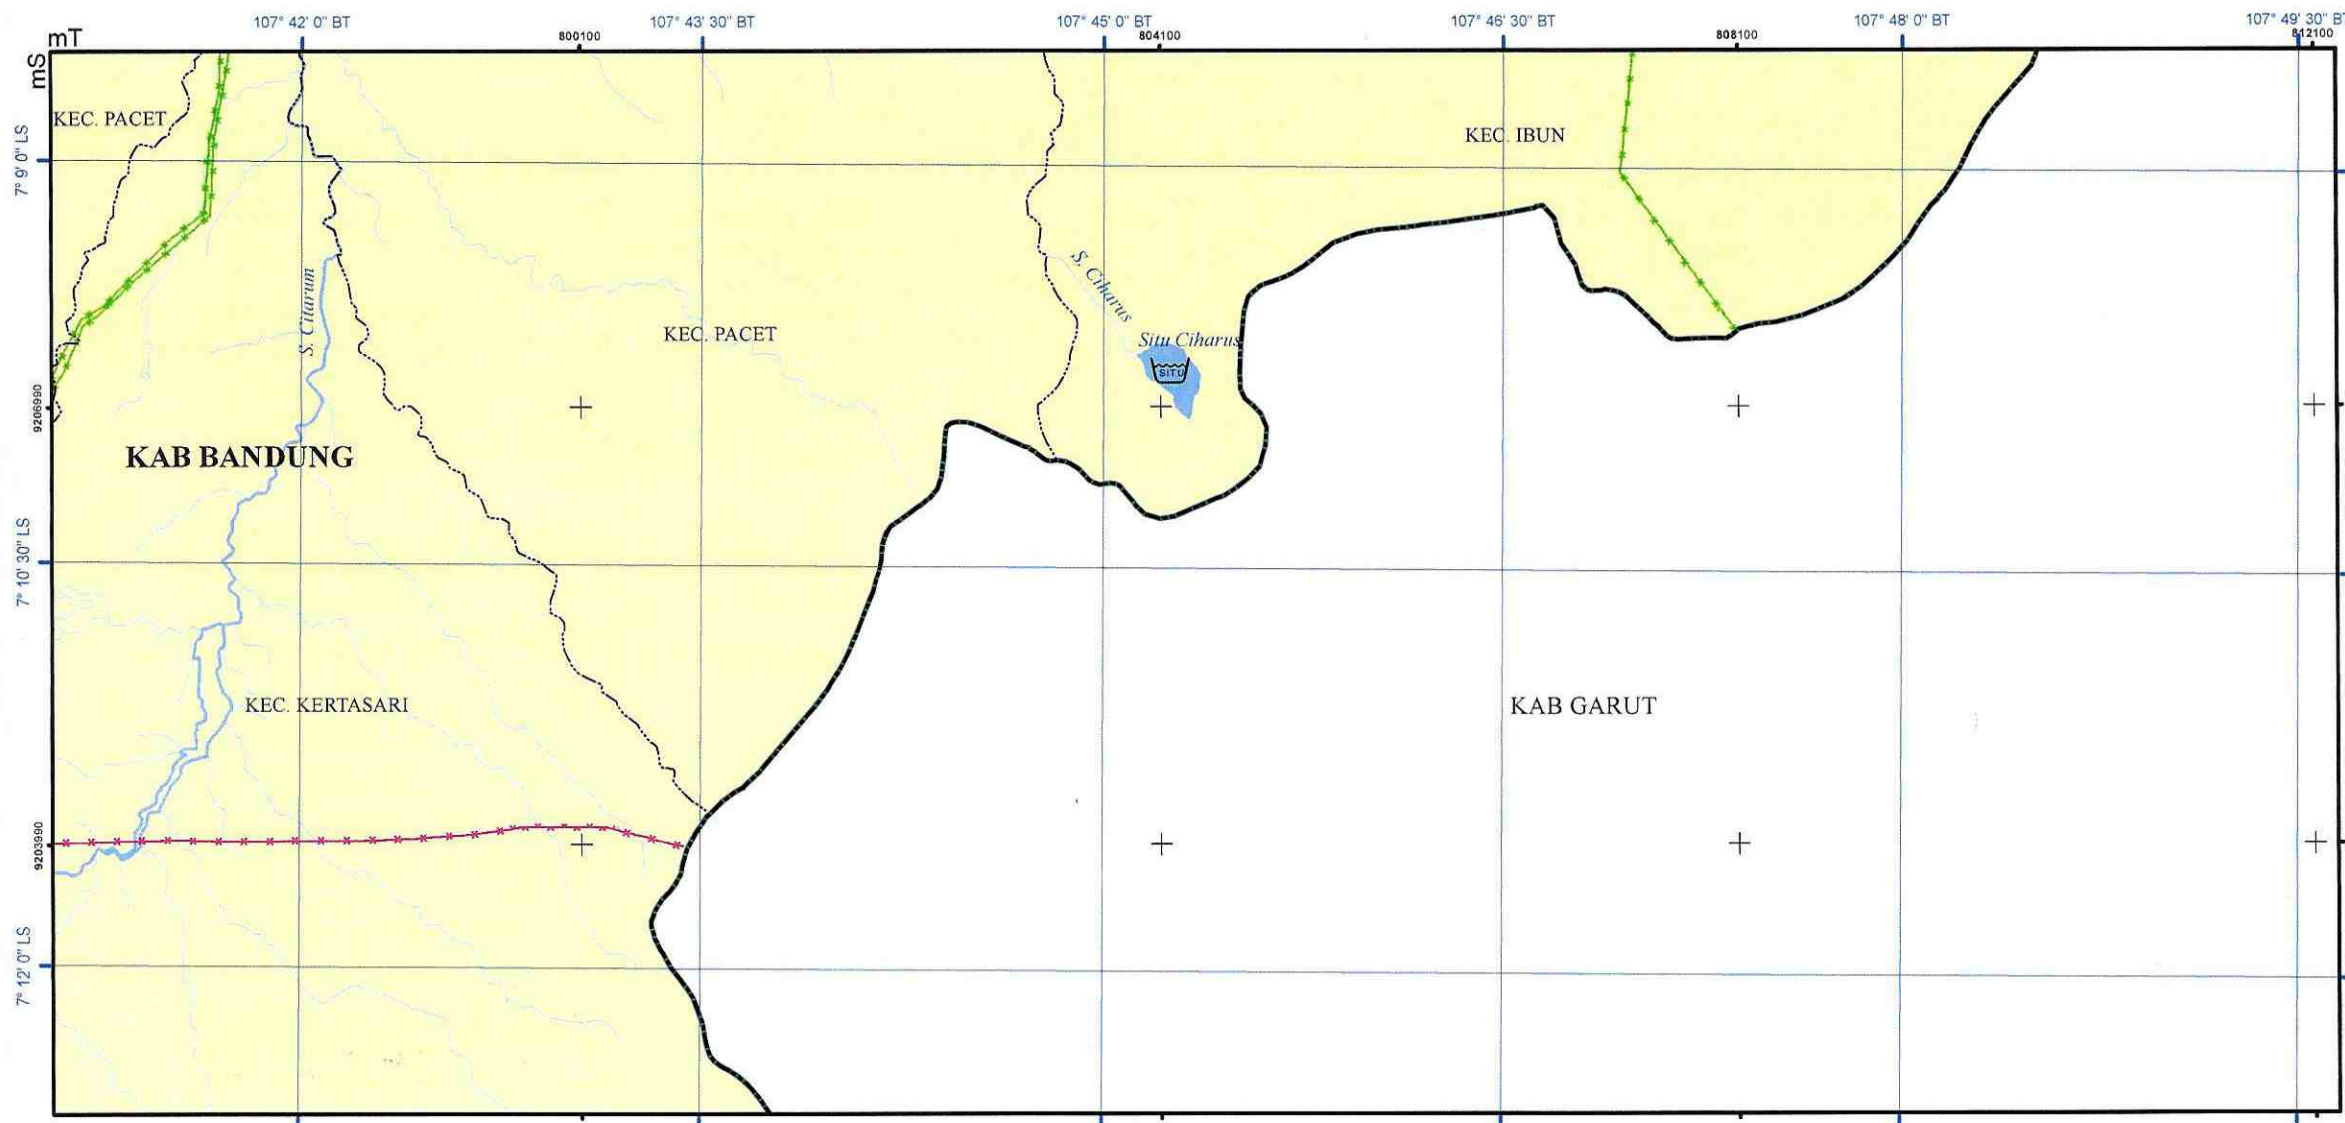 107° 42' 0" BT
107° 43' 30" BT
107° 45' 0" BT
107° 46' 30" BT
107° 48' 0" BT
107° 49' 30" BT
mT
800100
804100
808100
812100
mS
KEC. PACET
KEC. IBUN
7° 9' 0" LS
S. Citarum
S. Ciharus
KEC. PACET
Situ Ciharus
SITU
9206990
KAB BANDUNG
7° 10' 30" LS
KEC. KERTASARI
KAB GARUT
9203990
7° 12' 0" LS